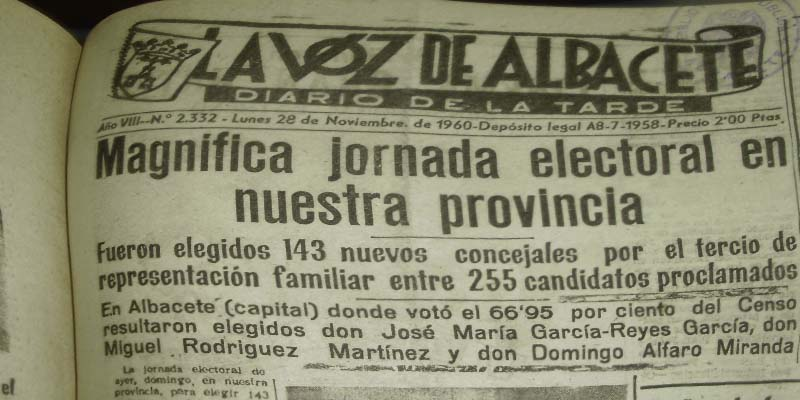 LA VOZ DE ALBACETE
DIARIO DE LA TARDE
Año VIII--N.º 2.332 - Lunes 28 de Noviembre. de 1960-Depósito legal AB-7-1958-Precio 2'00 Ptas.
Magnífica jornada electoral en
nuestra provincia
Fueron elegidos 143 nuevos concejales por el tercio de
representación familiar entre 255 candidatos proclamados
En Albacete (capital) donde votó el 66'95 por ciento del Censo
resultaron elegidos don José María García-Reyes García, don
Miguel Rodriguez Martínez y don Domingo Alfaro Miranda
La jornada electoral de
ayer, domingo, en nuestra
provincia, para elegir 143
el